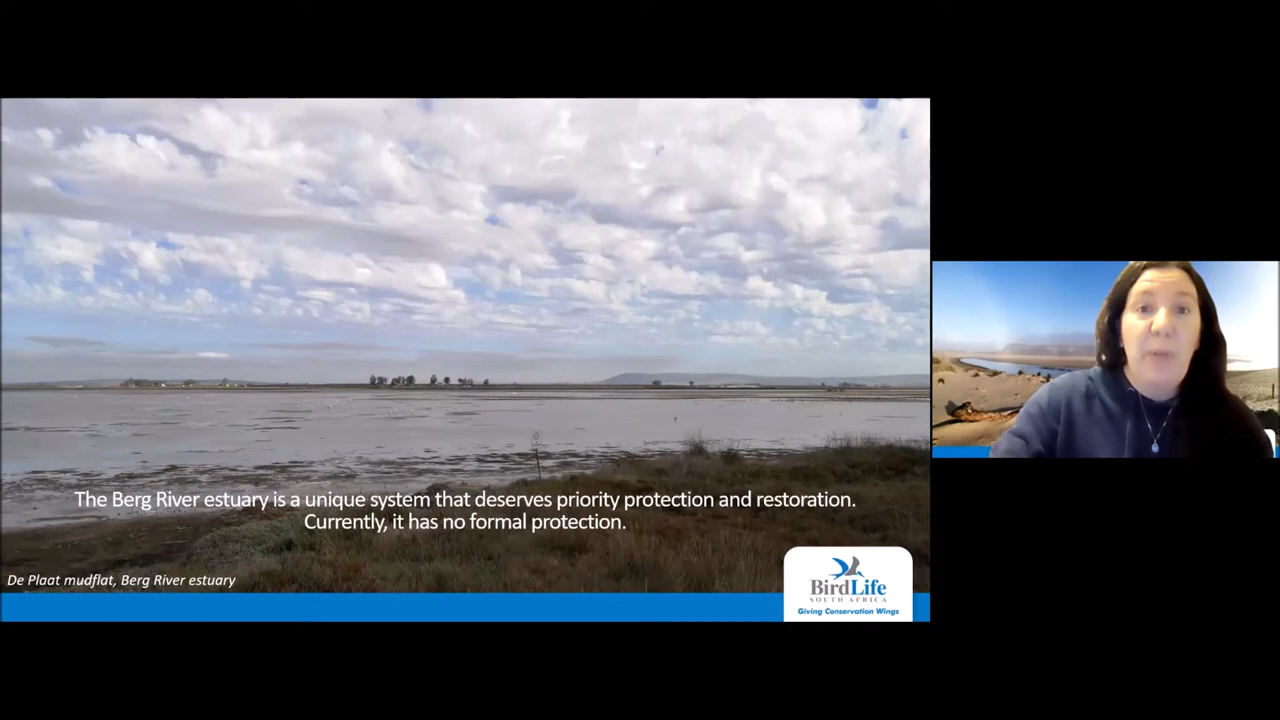 The Berg River estuary is a unique system that deserves priority protection and restoration.
Currently, it has no formal protection.
De Plaat mudflat, Berg River estuary
BirdLife
SOUTH AFRICA
Giving Conservation Wings